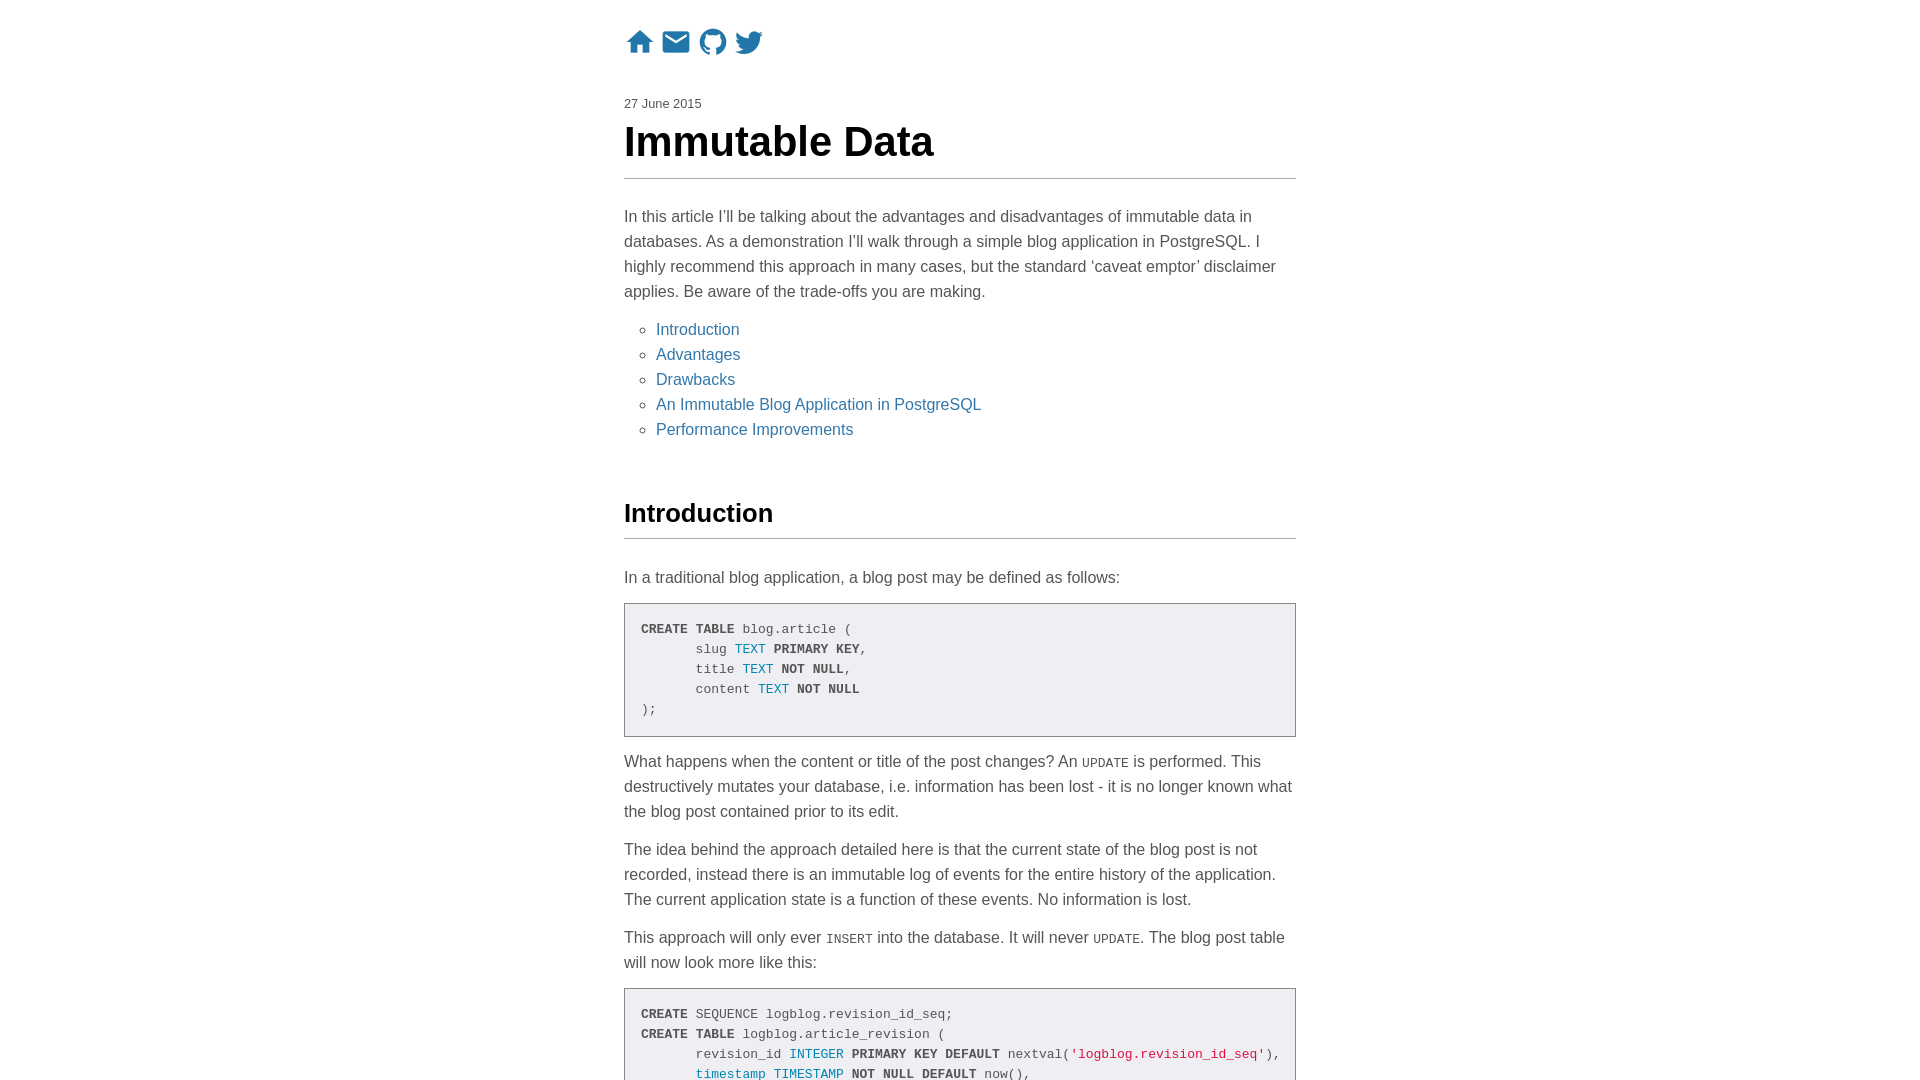 27 June 2015
Immutable Data
In this article I’ll be talking about the advantages and disadvantages of immutable data in
databases. As a demonstration I’ll walk through a simple blog application in PostgreSQL. I
highly recommend this approach in many cases, but the standard ‘caveat emptor’ disclaimer
applies. Be aware of the trade-offs you are making.
Introduction
Advantages
Drawbacks
An Immutable Blog Application in PostgreSQL
Performance Improvements
Introduction
In a traditional blog application, a blog post may be defined as follows:
CREATE TABLE blog.article (
slug TEXT PRIMARY KEY,
title TEXT NOT NULL,
content TEXT NOT NULL
);
What happens when the content or title of the post changes? An UPDATE is performed. This
destructively mutates your database, i.e. information has been lost - it is no longer known what
the blog post contained prior to its edit.
The idea behind the approach detailed here is that the current state of the blog post is not
recorded, instead there is an immutable log of events for the entire history of the application.
The current application state is a function of these events. No information is lost.
This approach will only ever INSERT into the database. It will never UPDATE. The blog post table
will now look more like this:
CREATE SEQUENCE logblog.revision_id_seq;
CREATE TABLE logblog.article_revision (
revision_id INTEGER PRIMARY KEY DEFAULT nextval('logblog.revision_id_seq'),
timestamp TIMESTAMP NOT NULL DEFAULT now(),